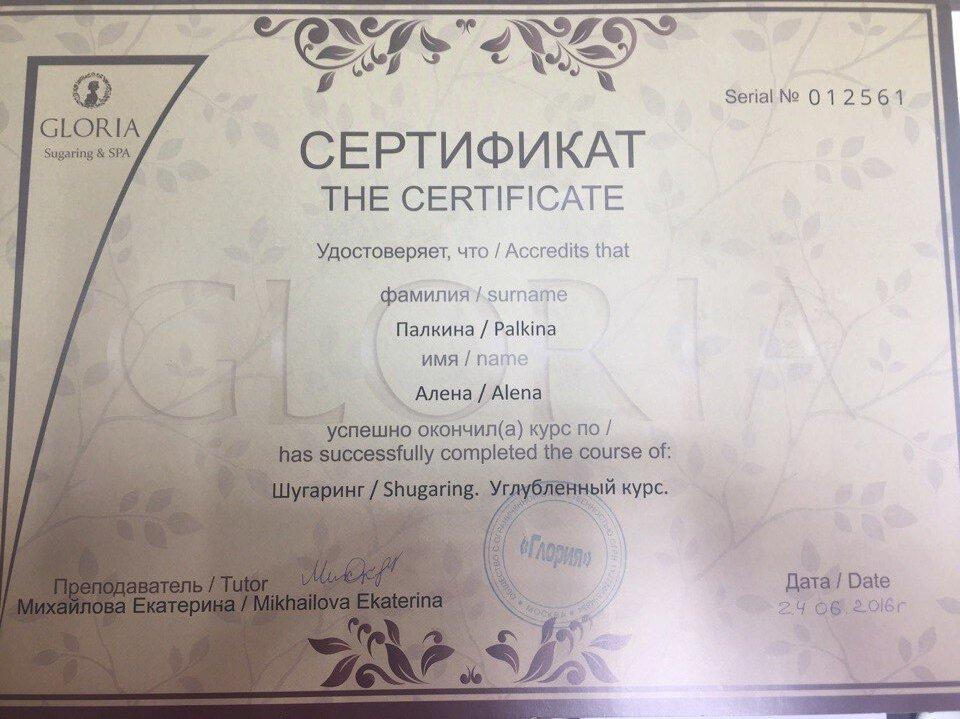 GLORIA
Sugaring & SPA
Serial № 012561
СЕРТИФИКАТ
THE CERTIFICATE
Удостоверяет, что / Accredits that
фамилия / surname
Палкина / Palkina
имя / name
Алена / Alena
успешно окончил(а) курс по /
has successfully completed the course of:
Шугаринг / Shugaring. Углубленный курс.
«Глория»
МОСКВА
Преподаватель / Tutor
Михайлова Екатерина / Mikhailova Ekaterina
Дата / Date
24 06.2016г
GLORIA